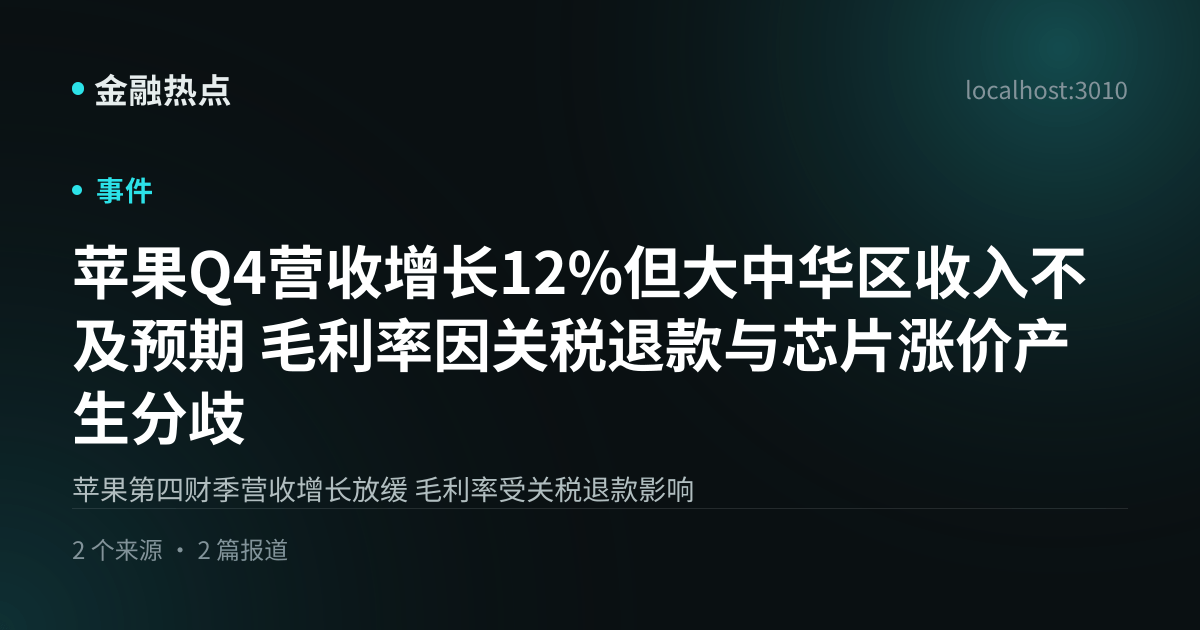 金融热点
localhost:3010
事件
苹果Q4营收增长12%但大中华区收入不
及预期 毛利率因关税退款与芯片涨价产
生分歧
苹果第四财季营收增长放缓 毛利率受关税退款影响
2 个来源 · 2 篇报道